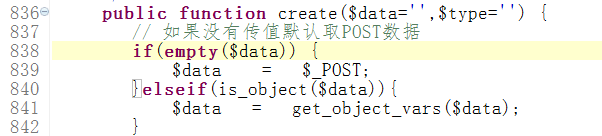 836 public function create($data='',$type='') {
837 // 如果没有传值默认取POST数据
838 if(empty($data)) {
839 $data = $_POST;
840 }elseif(is_object($data)){
841 $data = get_object_vars($data);
842 }